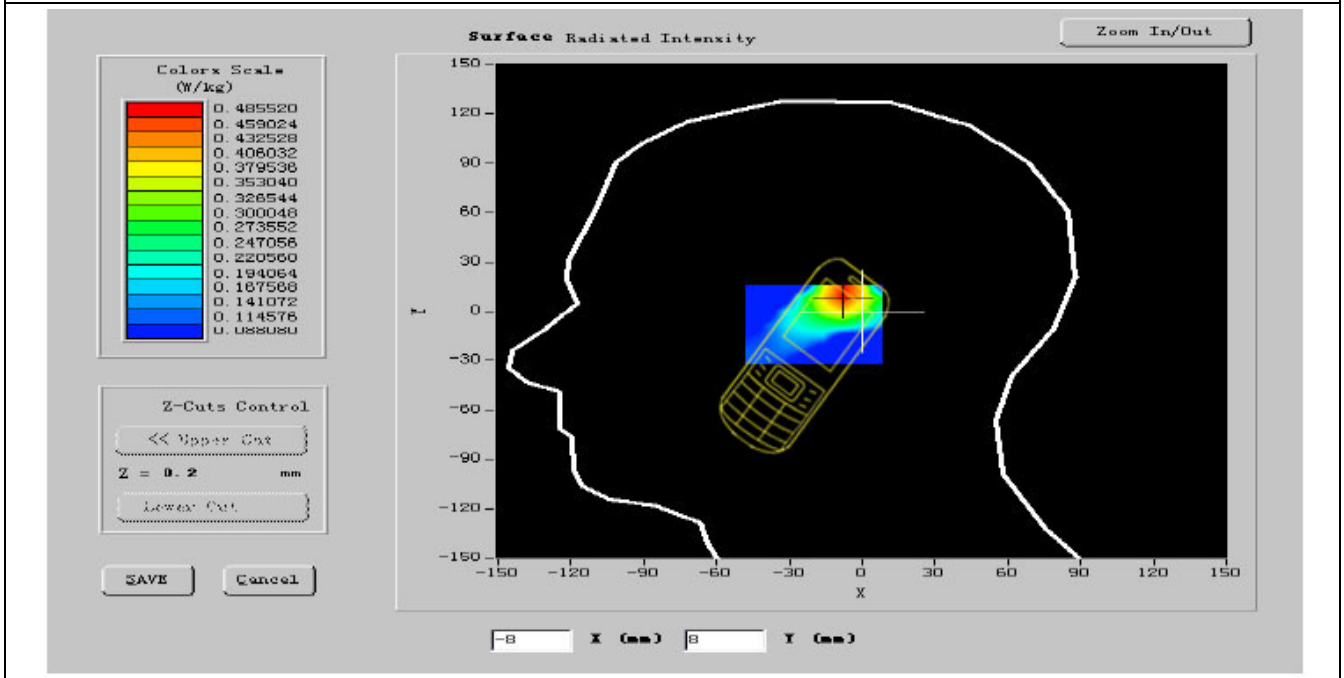 Surface Radiated Intensity
Zoom In/Out
Colors Scale
(W/kg)
0.485520
0.459024
0.432528
0.406032
0.379536
0.353040
0.326544
0.300048
0.273552
0.247056
0.220560
0.194064
0.167568
0.141072
0.114576
0.088080
Z-Cuts Control
<< Upper Cut
Z = 0.2 mm
Lower Cut
SAVE
Cancel
150
120
90
60
30
0
-30
-60
-90
-120
-150
Y
-150 -120 -90 -60 -30 0 30 60 90 120 150
X
-8 X (mm) 8 Y (mm)